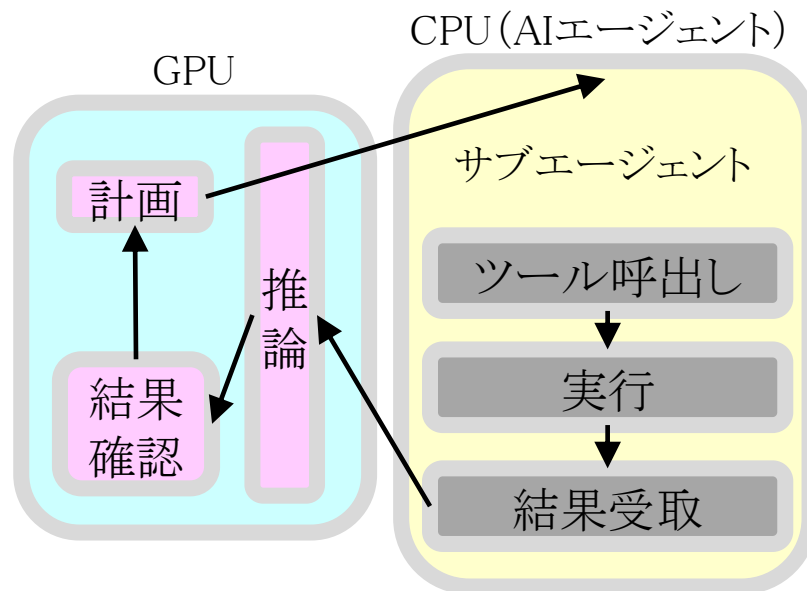 CPU（AIエージェント）
GPU
サブエージェント
計画
ツール呼出し
推
論
実行
結果
確認
結果受取